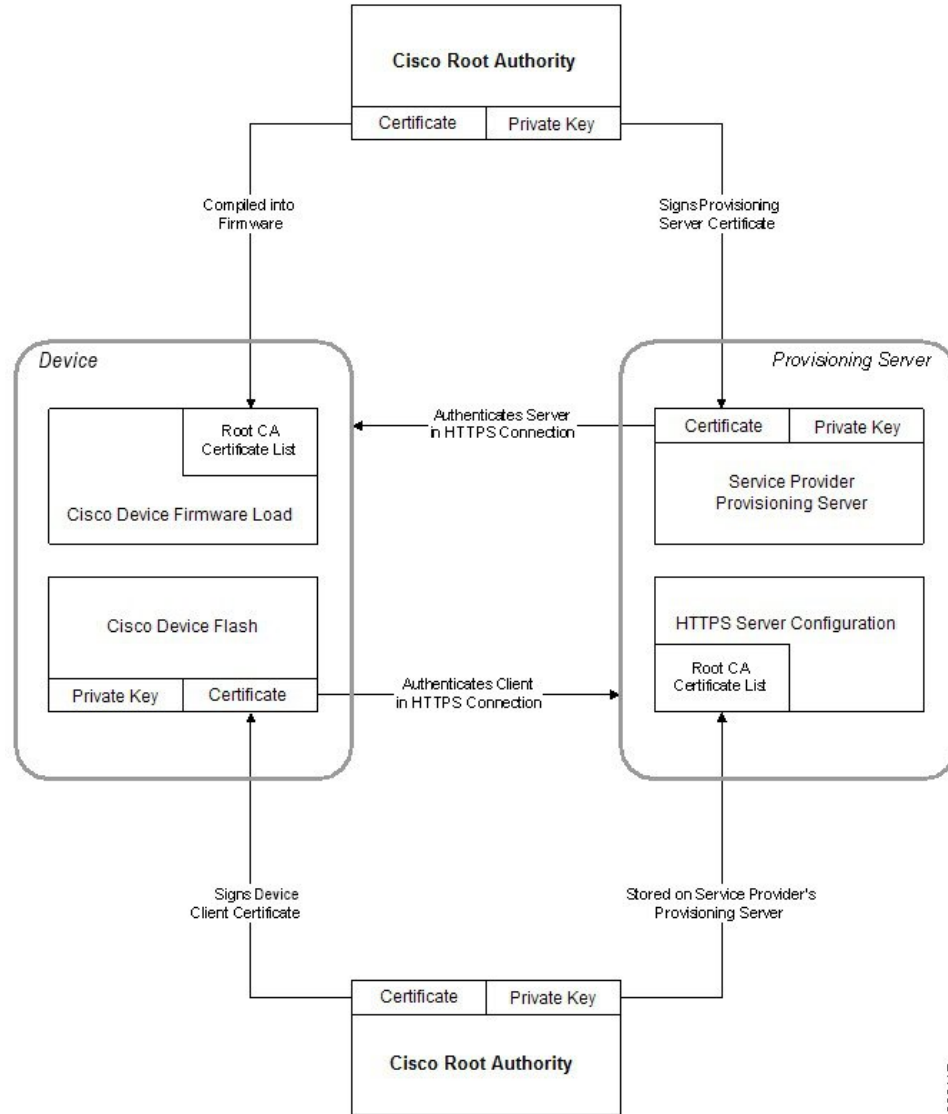 Cisco Root Authority
Certificate
Private Key
Compiled into
Firmware
Signs Provisioning
Server Certificate
Device
Provisioning Server
Root CA
Certificate List
Cisco Device Firmware Load
Authenticates Server
in HTTPS Connection
Certificate
Private Key
Service Provider
Provisioning Server
Cisco Device Flash
Private Key
Certificate
Authenticates Client
in HTTPS Connection
HTTPS Server Configuration
Root CA
Certificate List
Signs Device
Client Certificate
Stored on Service Provider's
Provisioning Server
Certificate
Private Key
Cisco Root Authority